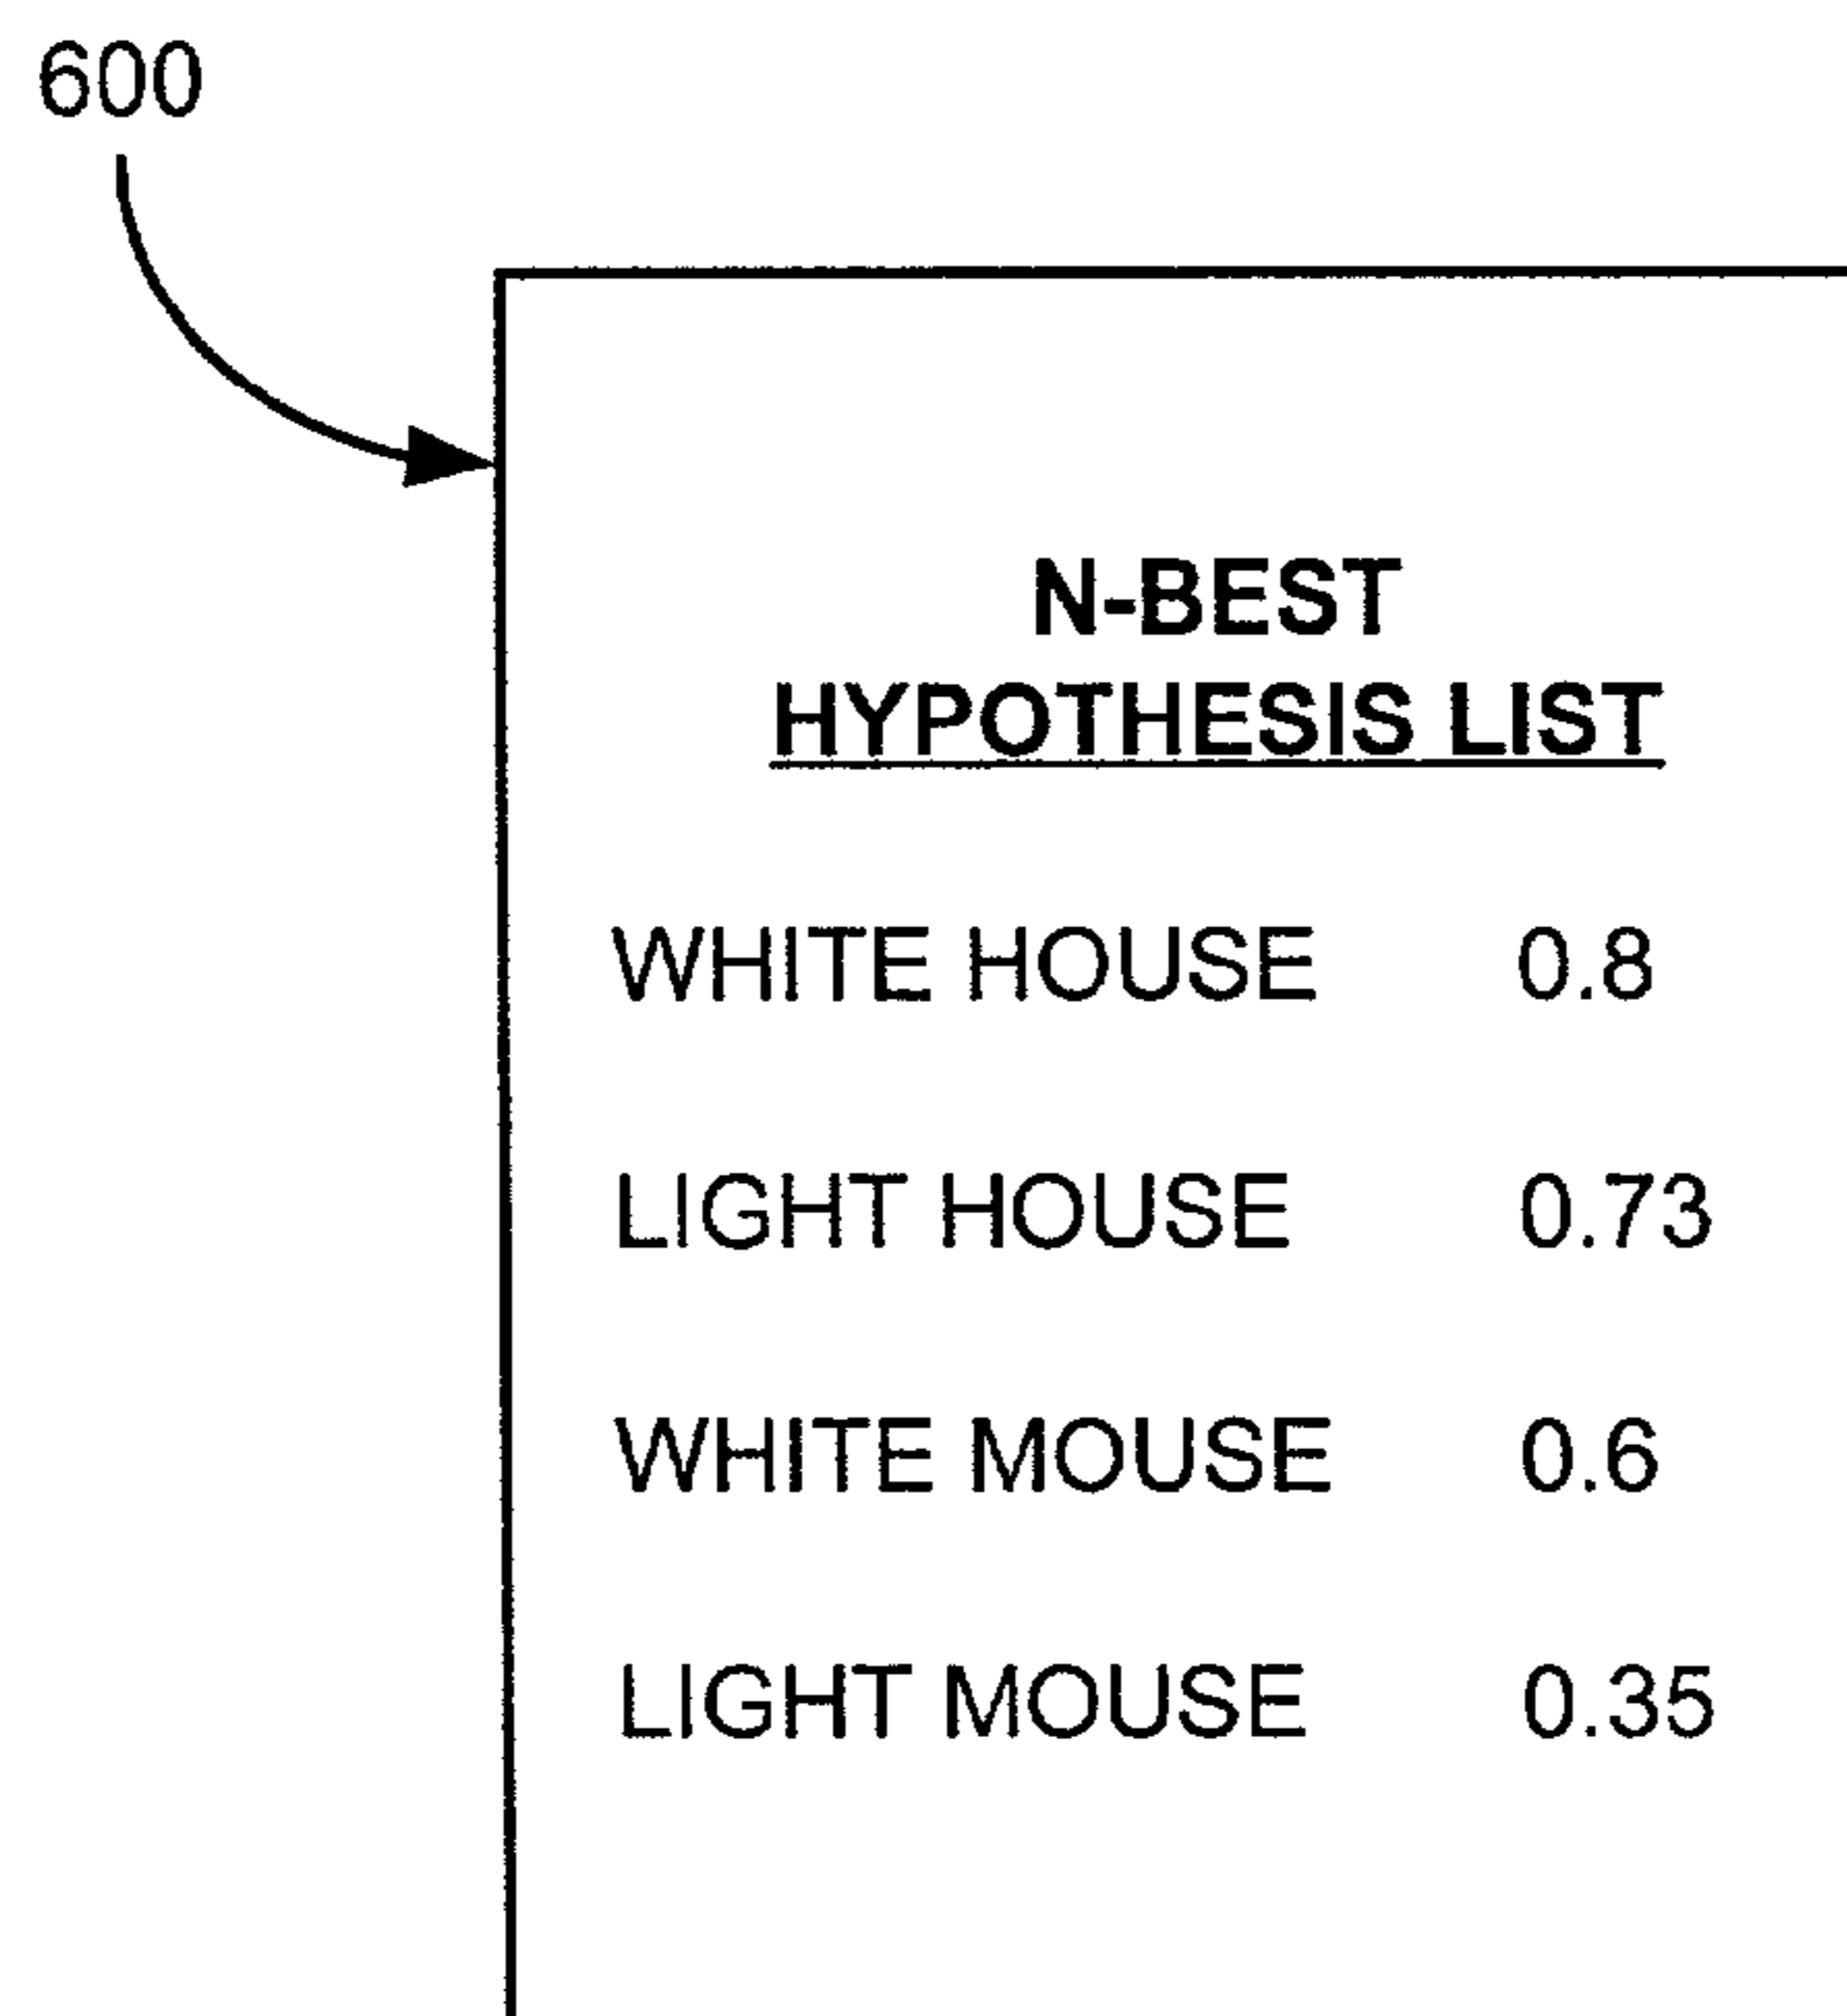 600
N-BEST
HYPOTHESIS LIST
WHITE HOUSE 0.8
LIGHT HOUSE 0.73
WHITE MOUSE 0.6
LIGHT MOUSE 0.35